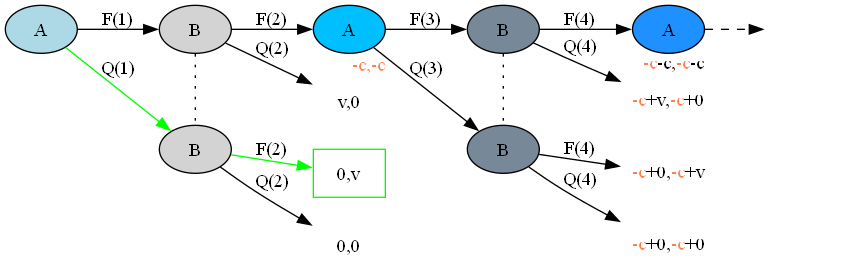 A F(1) B F(2) A F(3) B F(4) A
Q(1) Q(2) -c,-c Q(3) Q(4) -c-c,-c-c
v,0 -c+v,-c+0
B F(2) 0,v B F(4) -c+0,-c+v
Q(2) Q(4)
0,0 -c+0,-c+0